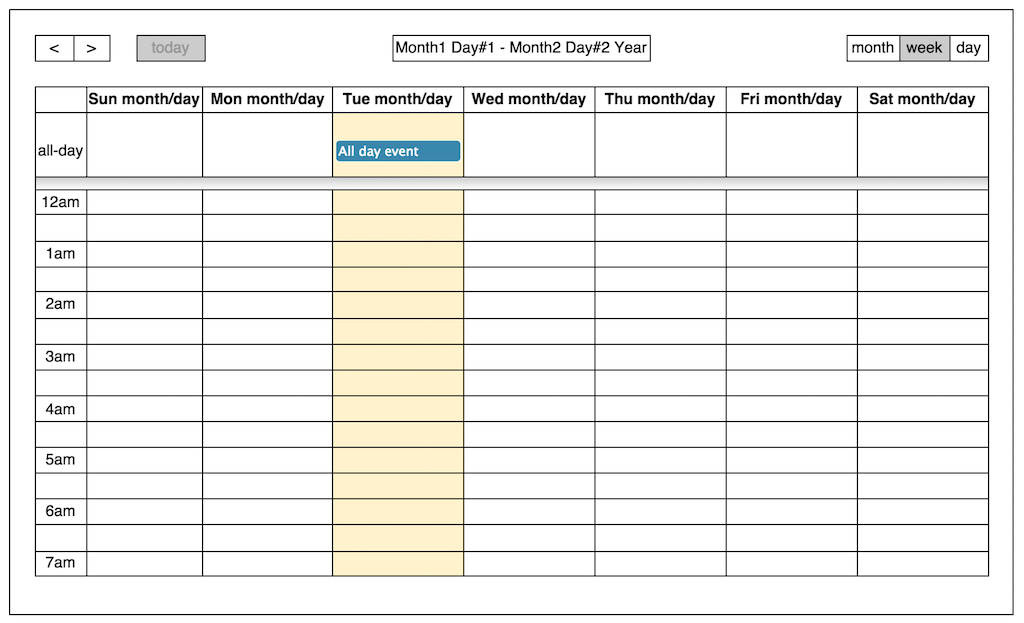 < > today Month1 Day#1 - Month2 Day#2 Year month week day
Sun month/day Mon month/day Tue month/day Wed month/day Thu month/day Fri month/day Sat month/day
all-day All day event
12am
1am
2am
3am
4am
5am
6am
7am